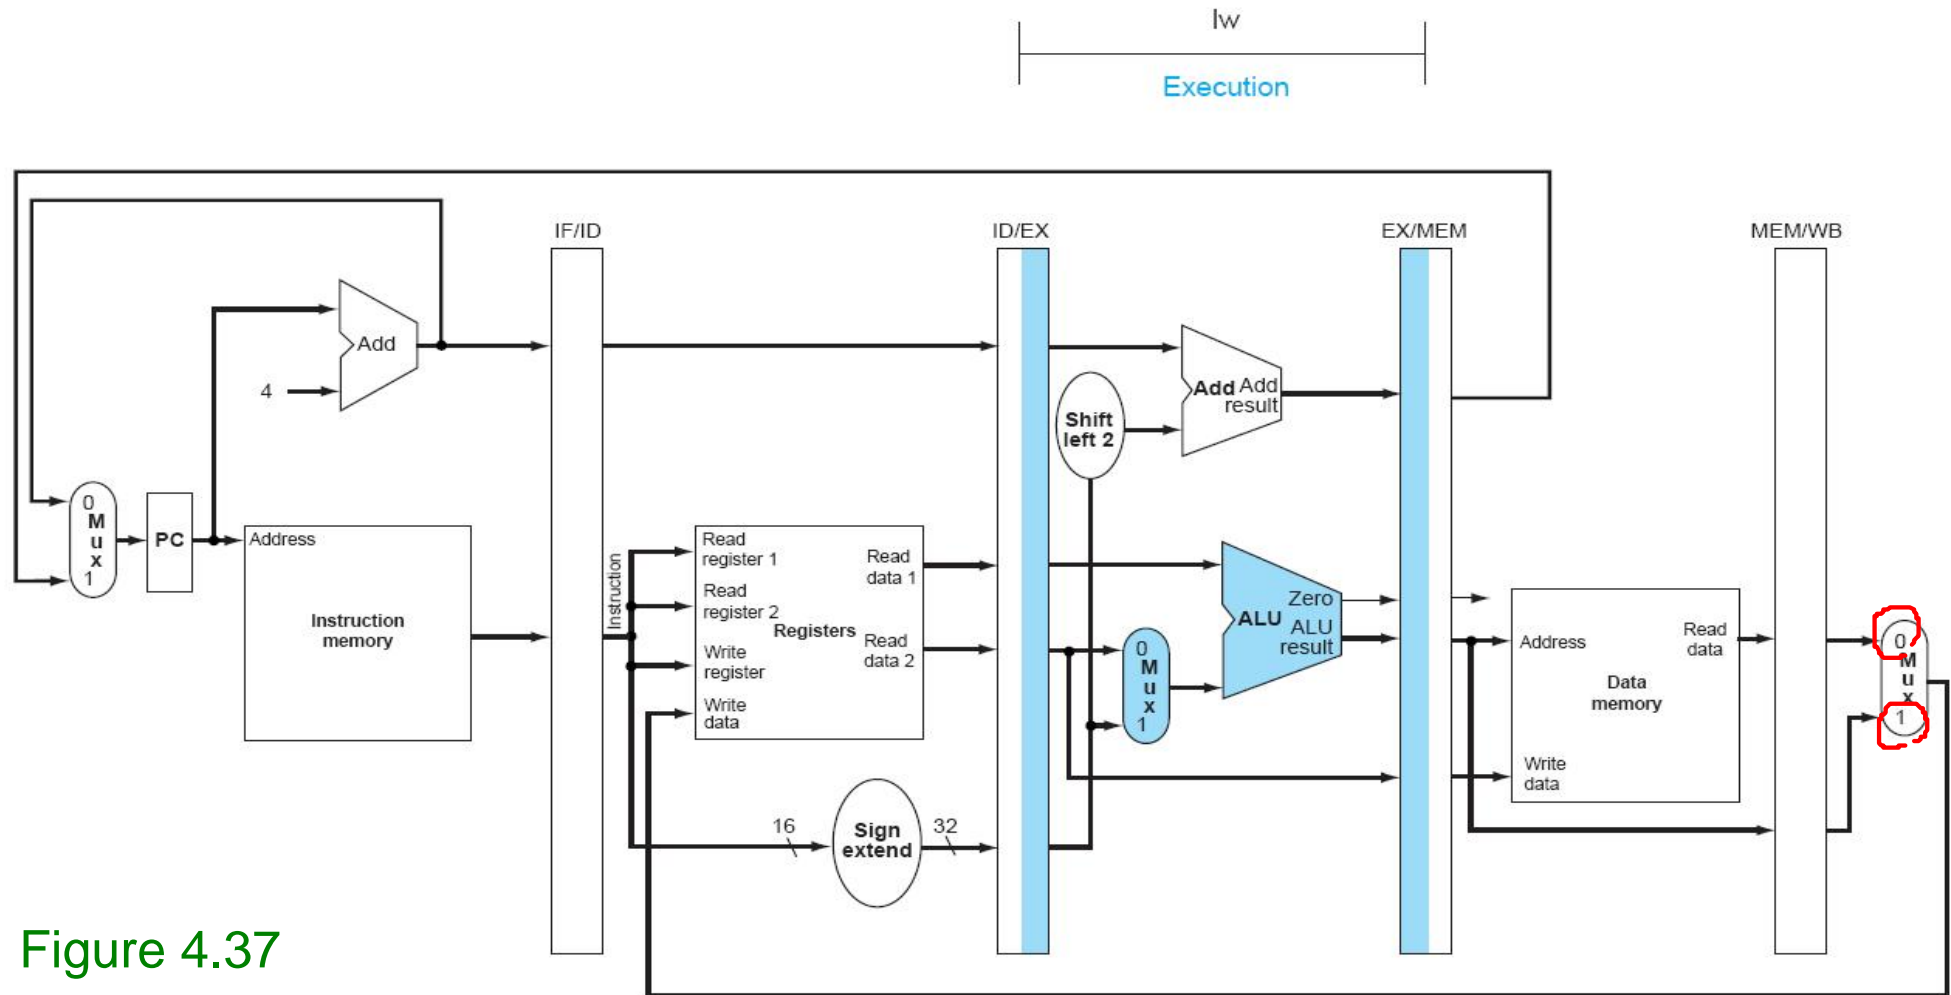 lw
Execution
IF/ID
ID/EX
EX/MEM
MEM/WB
Add
4
Add Add
result
Shift
left 2
0
M
u
x
1
PC
Address
Instruction
memory
Instruction
Read
register 1
Read
register 2
Write
register
Write
data
Registers
Read
data 1
Read
data 2
16
Sign
extend
32
0
M
u
x
1
Zero
ALU
ALU
result
Address
Read
data
Data
memory
Write
data
0
M
u
x
1
Figure 4.37